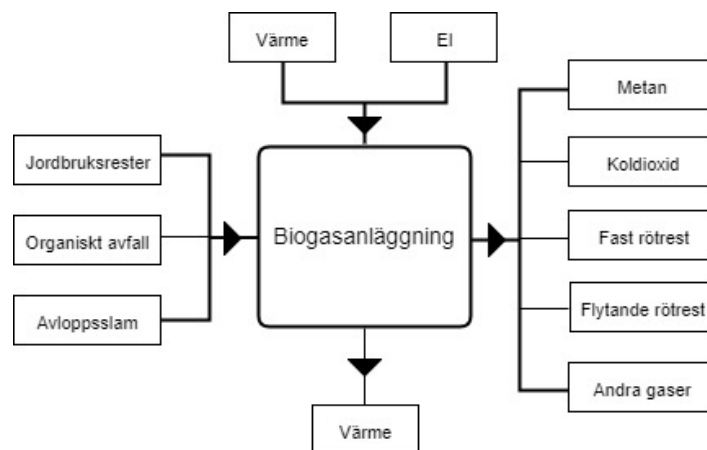 Värme
El
Jordbruksrester
Organiskt avfall
Avloppsslam
Biogasanläggning
Metan
Koldioxid
Fast rötrest
Flytande rötrest
Andra gaser
Värme